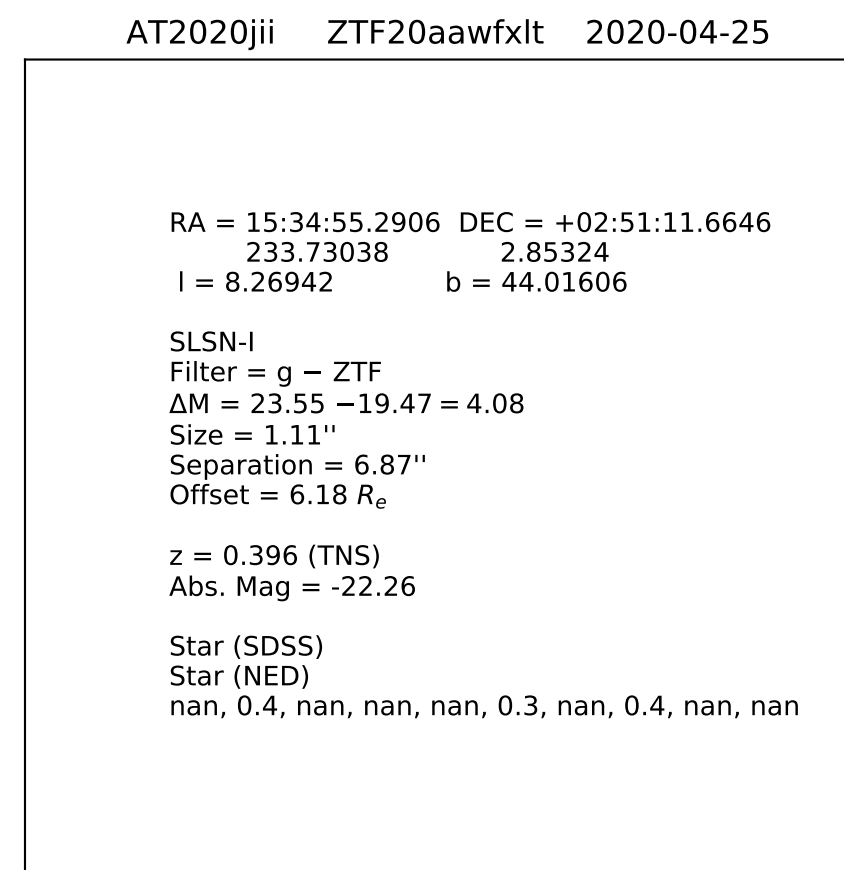 AT2020jii ZTF20aawfxlt 2020-04-25
RA = 15:34:55.2906 DEC = +02:51:11.6646
233.73038 2.85324
l = 8.26942 b = 44.01606
SLSN-I
Filter = g − ZTF
ΔM = 23.55 −19.47 = 4.08
Size = 1.11''
Separation = 6.87''
Offset = 6.18 Re
z = 0.396 (TNS)
Abs. Mag = -22.26
Star (SDSS)
Star (NED)
nan, 0.4, nan, nan, nan, 0.3, nan, 0.4, nan, nan